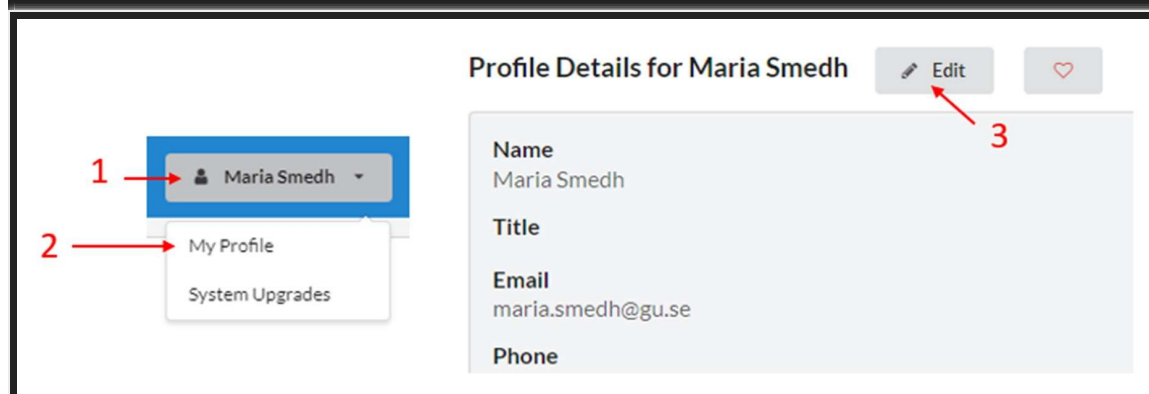 Profile Details for Maria Smedh
Edit
3
Name
Maria Smedh
Title
Email
maria.smedh@gu.se
Phone
1
Maria Smedh
2
My Profile
System Upgrades